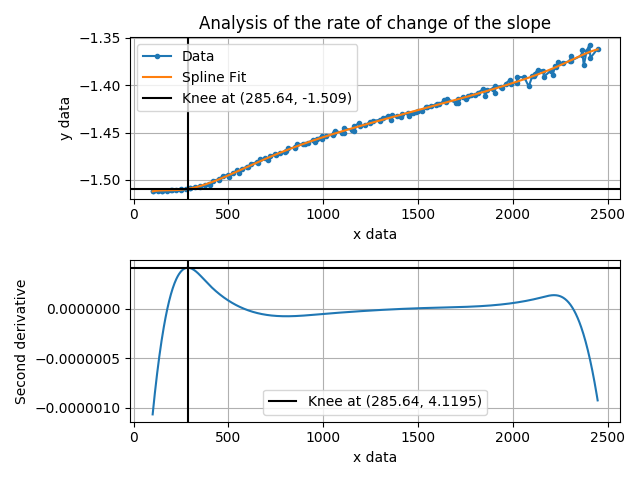 Analysis of the rate of change of the slope
Data
Spline Fit
Knee at (285.64, -1.509)
y data
−1.35
−1.40
−1.45
−1.50
0 500 1000 1500 2000 2500
x data
Second derivative
0.0000000
−0.0000005
−0.0000010
Knee at (285.64, 4.1195)
0 500 1000 1500 2000 2500
x data